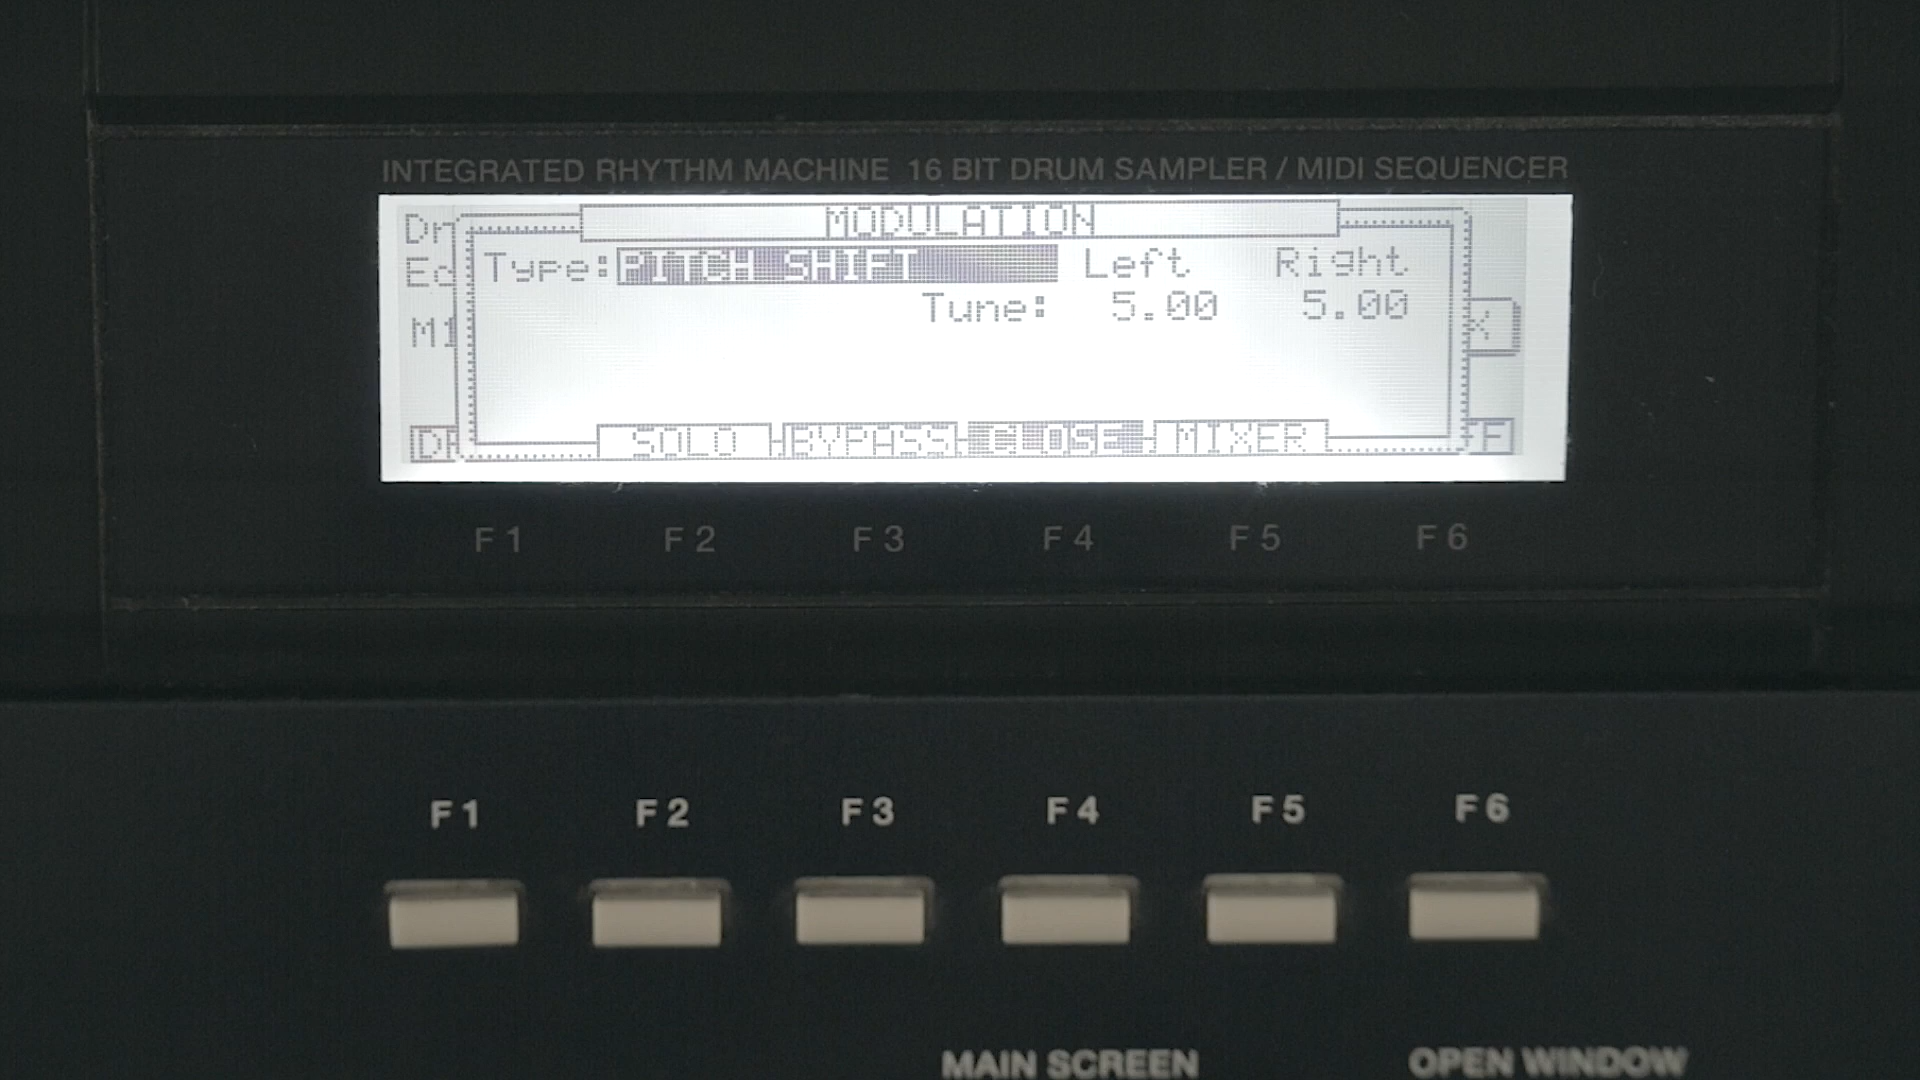 INTEGRATED RHYTHM MACHINE 16 BIT DRUM SAMPLER / MIDI SEQUENCER
MODULATION
Type:PITCH SHIFT Left Right
Tune: 5.00 5.00
SOLO BYPASS CLOSE MIXER
F1 F2 F3 F4 F5 F6
F1 F2 F3 F4 F5 F6
MAIN SCREEN OPEN WINDOW